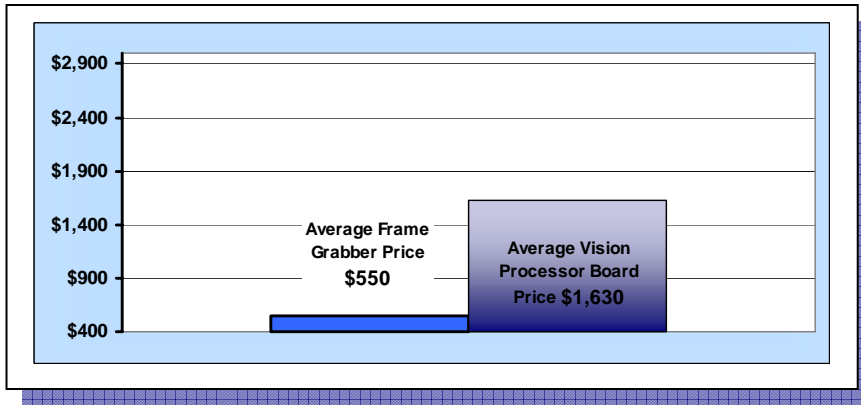 $2,900
$2,400
$1,900
$1,400
$900
$400
Average Frame
Grabber Price
$550
Average Vision
Processor Board
Price $1,630